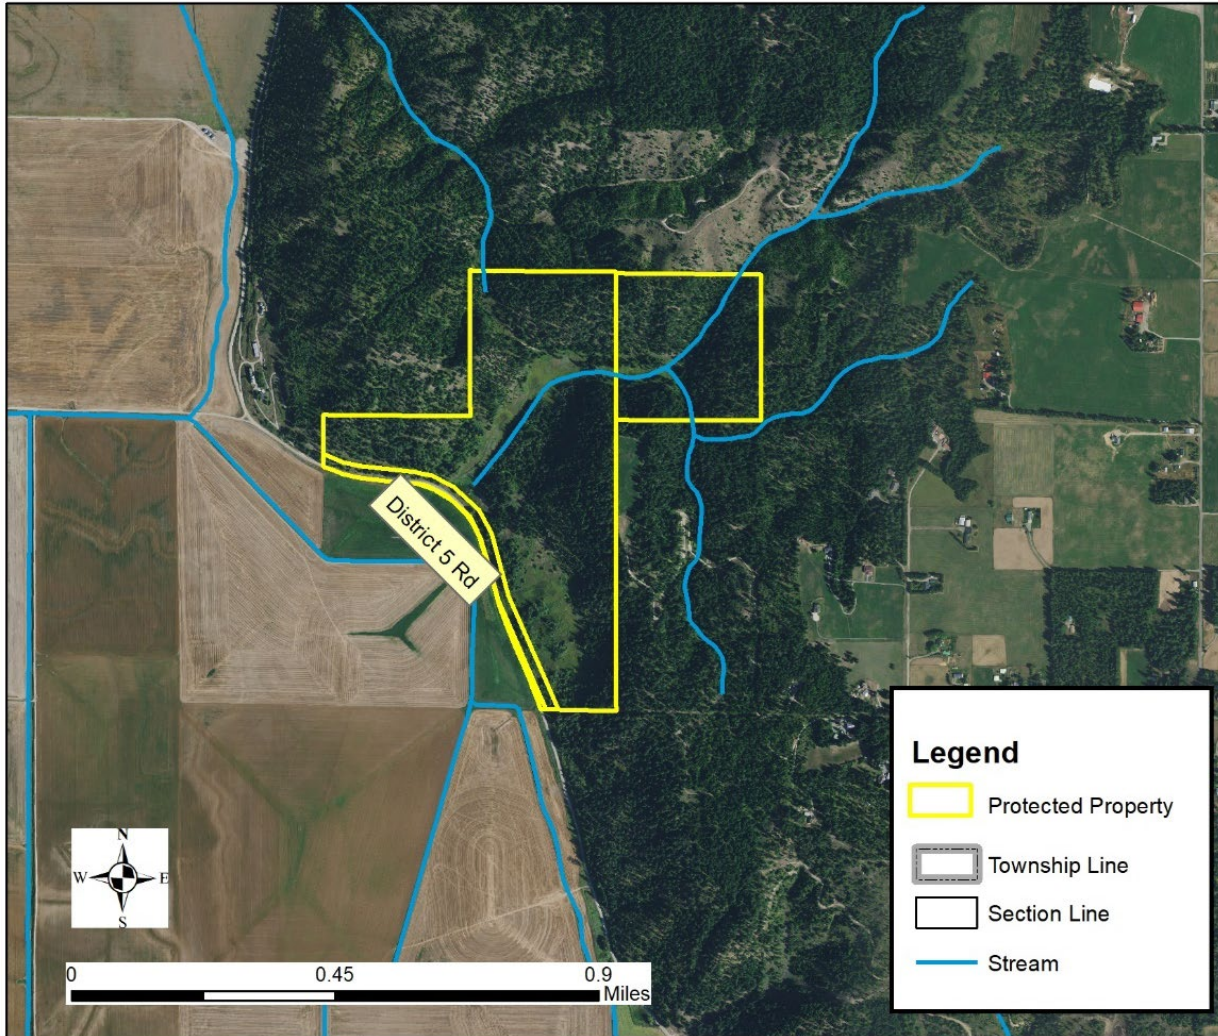 District 5 Rd
N
W E
S
0 0.45 0.9
Miles
Legend
Protected Property
Township Line
Section Line
Stream